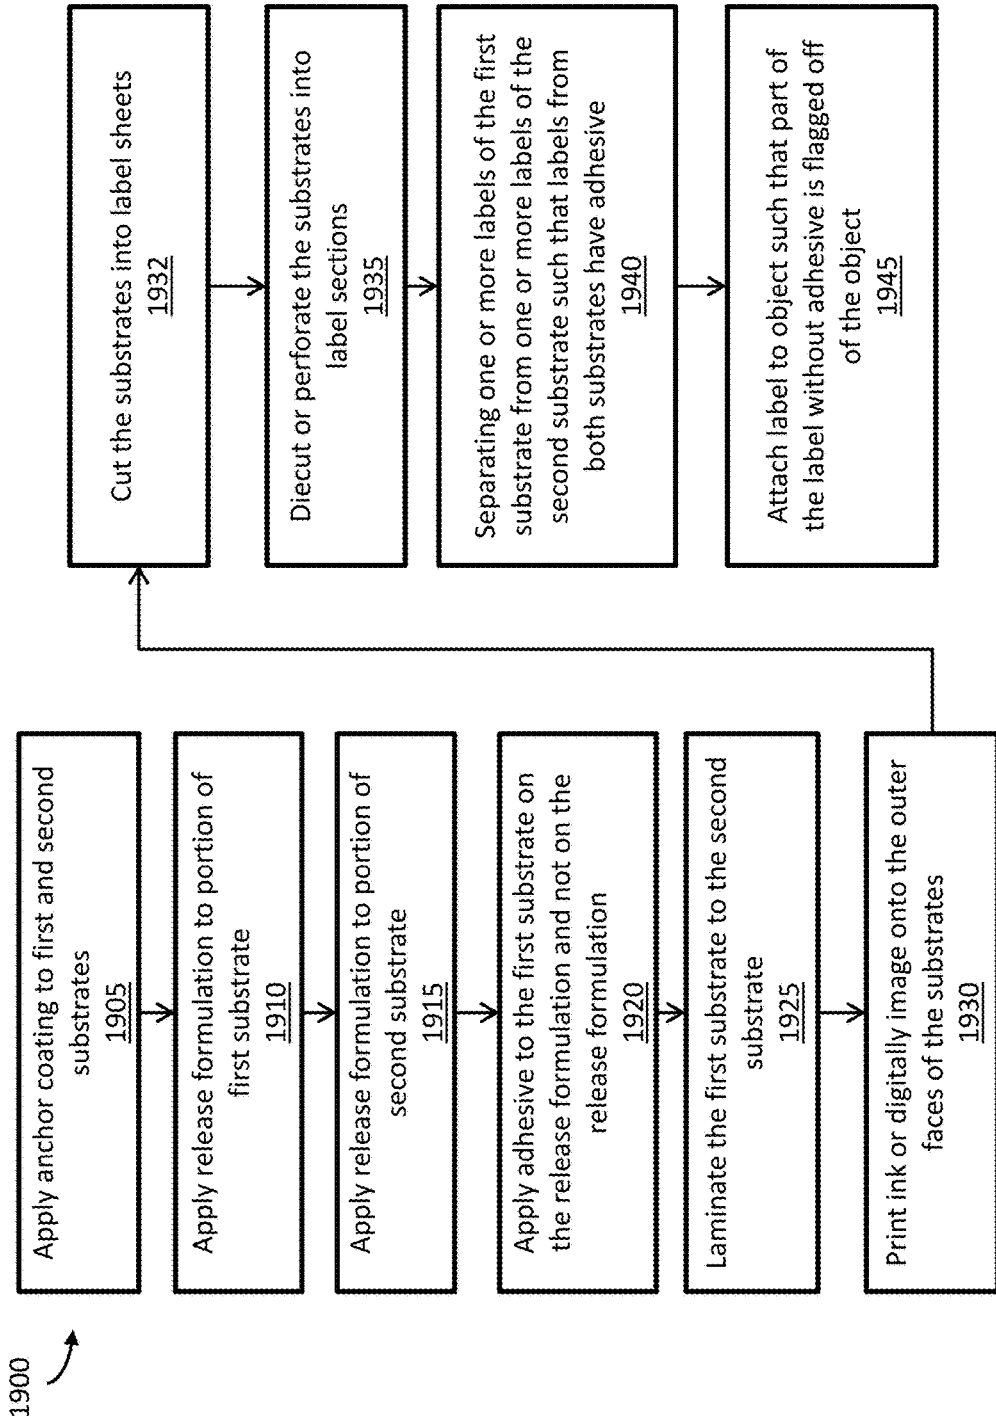 1900
Apply anchor coating to first and second
substrates
1905
Apply release formulation to portion of
first substrate
1910
Apply release formulation to portion of
second substrate
1915
Apply adhesive to the first substrate on
the release formulation and not on the
release formulation
1920
Laminate the first substrate to the second
substrate
1925
Print ink or digitally image onto the outer
faces of the substrates
1930
Cut the substrates into label sheets
1932
Diecut or perforate the substrates into
label sections
1935
Separating one or more labels of the first
substrate from one or more labels of the
second substrate such that labels from
both substrates have adhesive
1940
Attach label to object such that part of
the label without adhesive is flagged off
of the object
1945